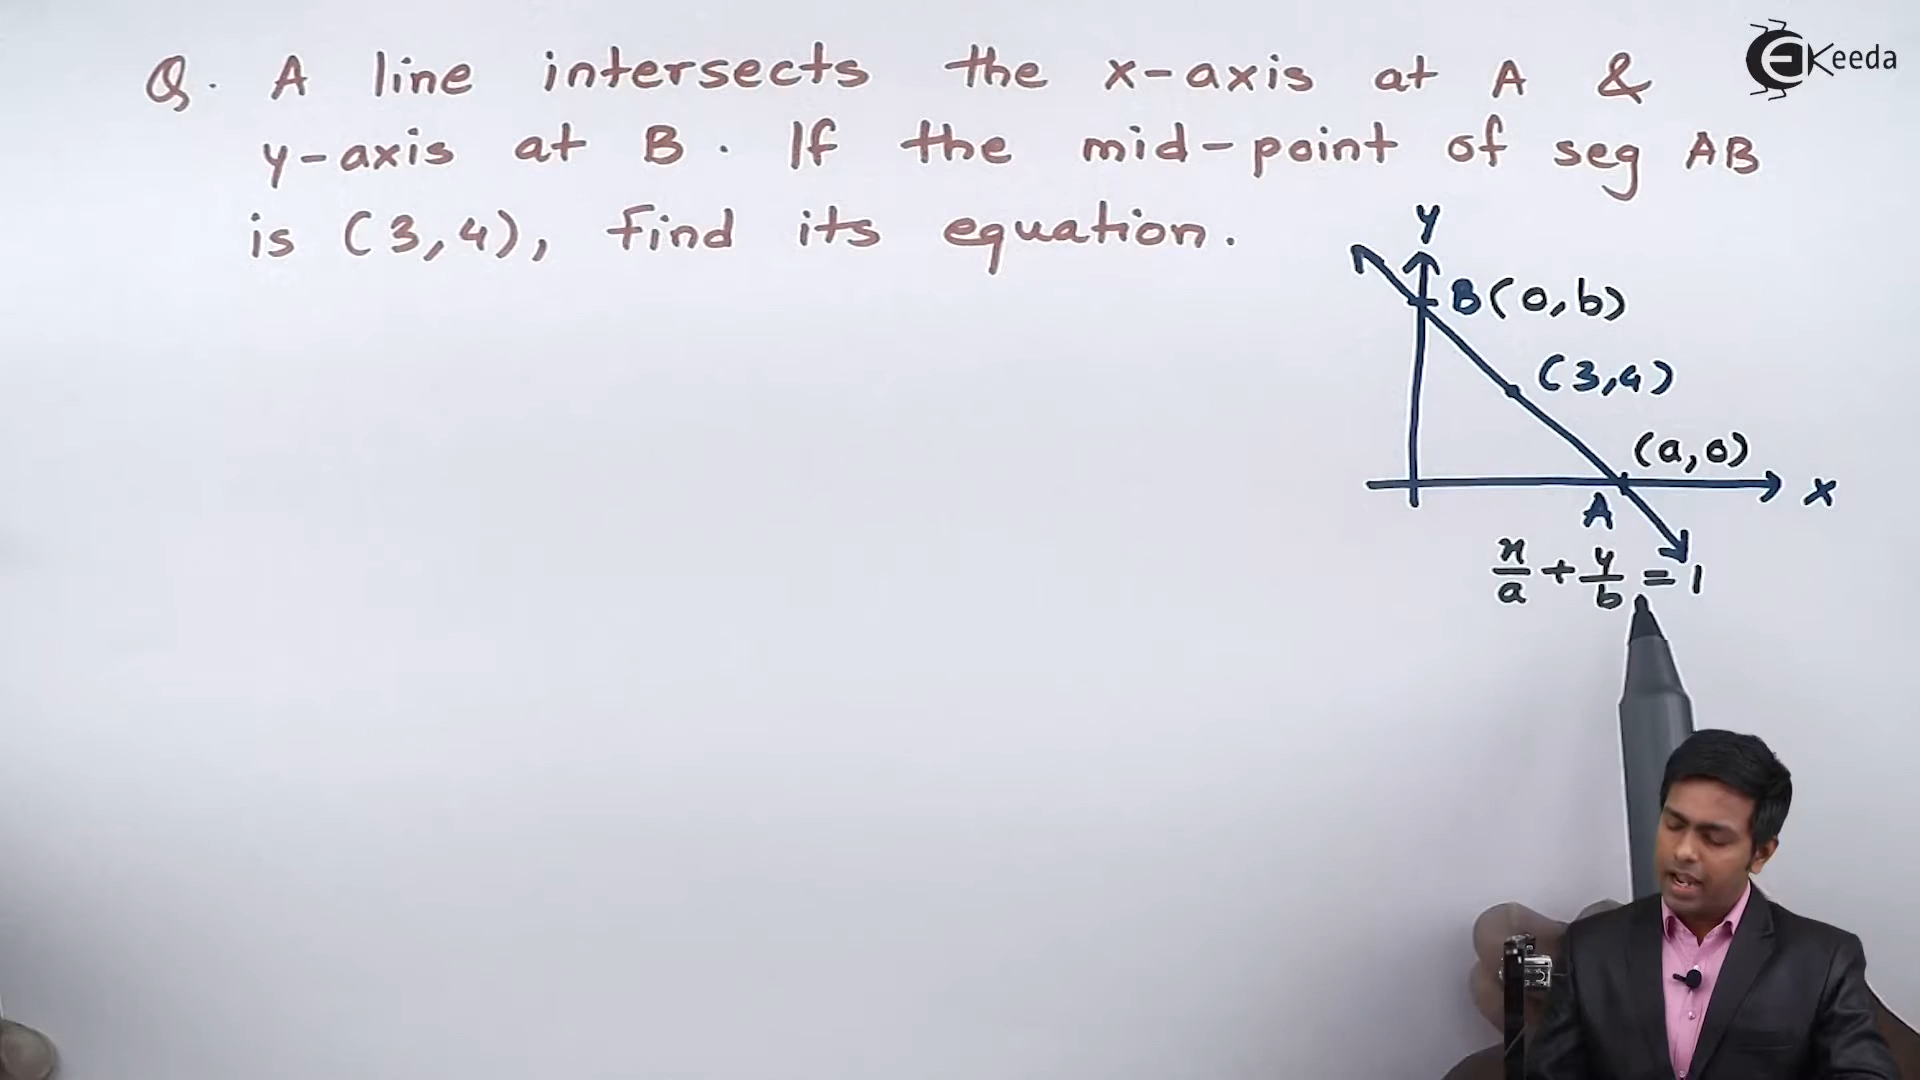 Keeda
Q. A line intersects the x-axis at A &
y-axis at B. If the mid-point of seg AB
is (3,4), find its equation.
y
B(0,b)
(3,4)
(a,0)
x
A
x/a + y/b = 1